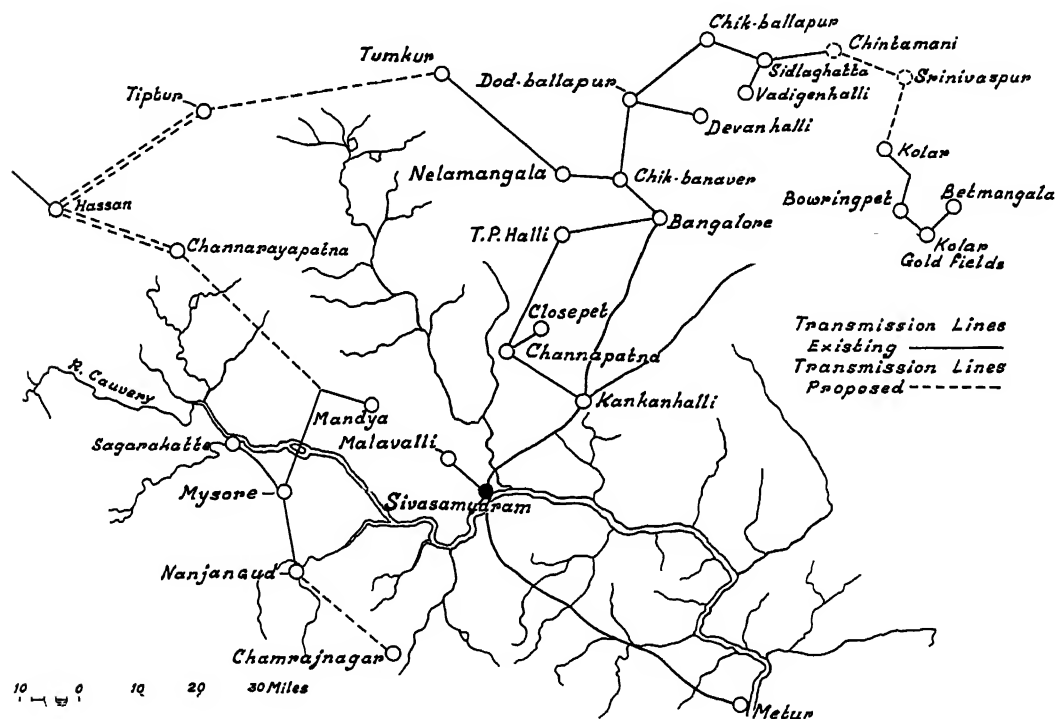 Chik-ballapur
Tumkur
Chintamani
Sidlaghatta
Srinivaspur
Dod-ballapur
Vadigenhalli
Tiptur
Devanhalli
Kolar
Nelamangala
Chik-banaver
Betmangala
Bowringpet
Hassan
Bangalore
T.P. Halli
Kolar
Gold fields
Channarayapatna
Closepet
Channapatna
Transmission Lines
Existing
Transmission Lines
Proposed
R. Cauvery
Kankanhalli
Mandya
Sagarakatte
Malavalli
Mysore
Sivasamudram
Nanjangud
Chamrajnagar
10 0 10 20 30 Miles
Metur